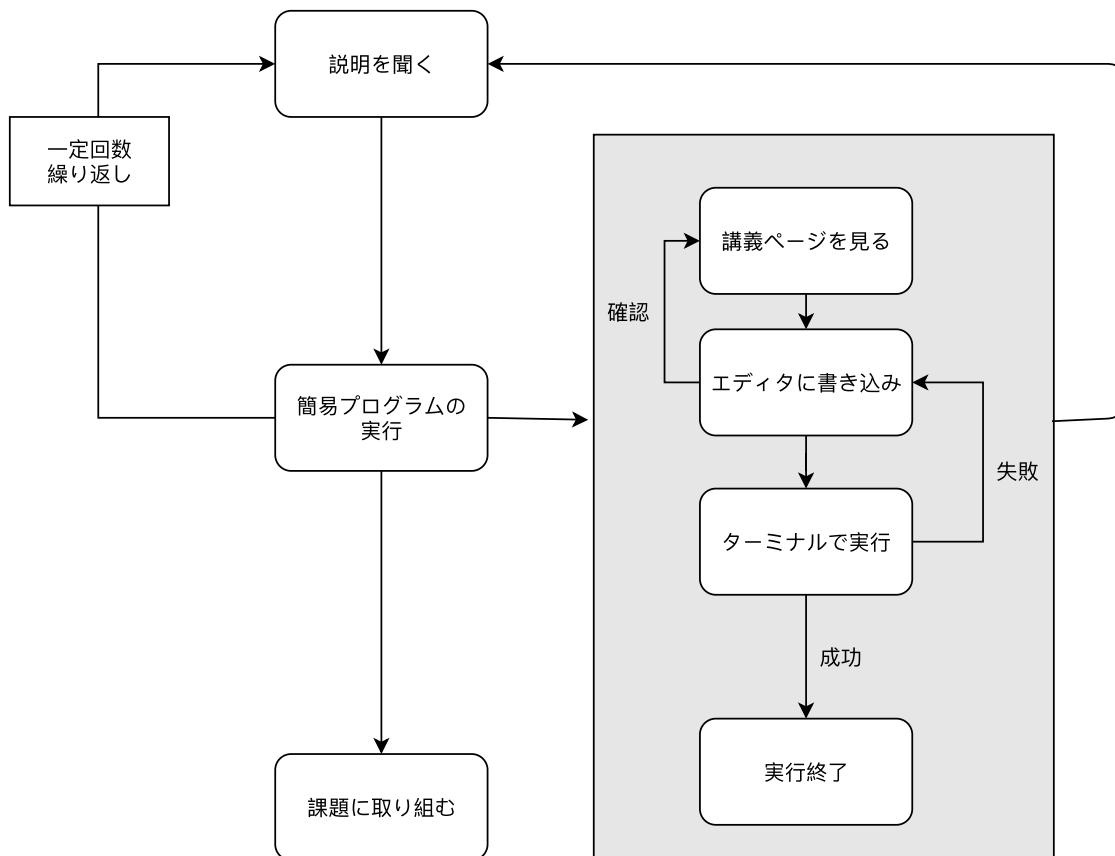 説明を聞く
一定回数
繰り返し
簡易プログラムの
実行
課題に取り組む
講義ページを見る
確認
エディタに書き込み
失敗
ターミナルで実行
成功
実行終了